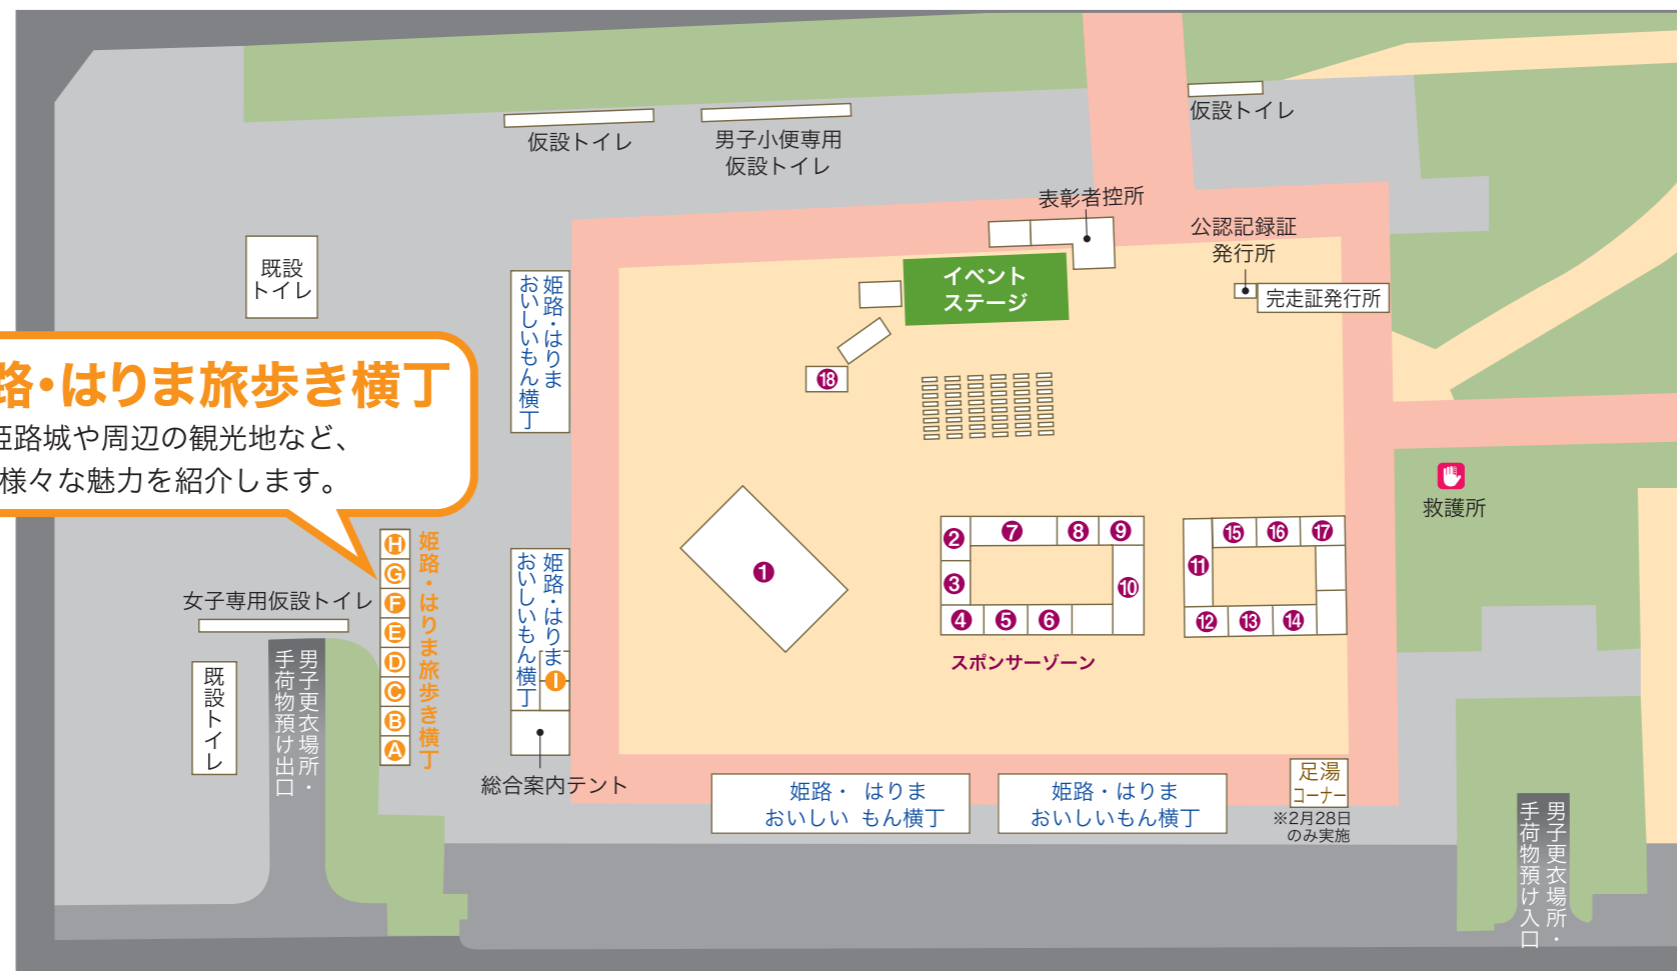 仮設トイレ
男子小便専用
仮設トイレ
仮設トイレ
表彰者控所
公認記録証
発行所
完走証発行所
イベント
ステージ
既設
トイレ
姫路・はりま
おいしいもん横丁
路・はりま旅歩き横丁
姫路城や周辺の観光地など、
様々な魅力を紹介します。
⓲
救護所
❶
❷
❼
❽
❾
❸
❿
❹
❺
❻
⓫
⓯
⓰
⓱
⓬
⓭
⓮
スポンサーゾーン
H
G
F
E
D
C
B
A
姫路・はりま旅歩き横丁
姫路・はりま
おいしいもん横丁
I
女子専用仮設トイレ
既設トイレ
男子更衣場所・
手荷物預け出口
総合案内テント
姫路・ はりま
おいしい もん横丁
姫路・はりま
おいしいもん横丁
足湯
コーナー
※2月28日
のみ実施
男子更衣場所・
手荷物預け入口